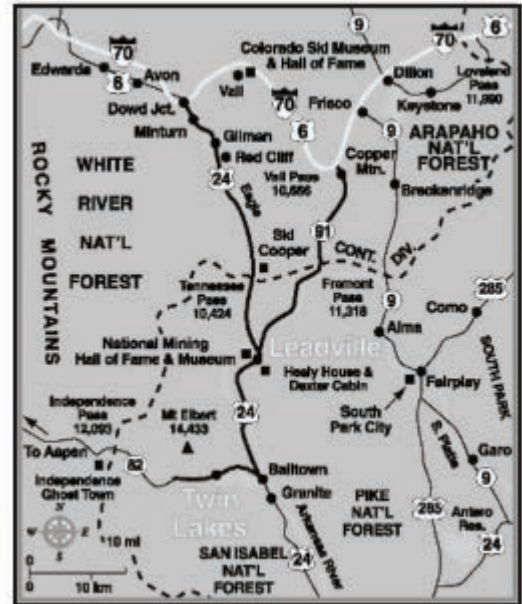 9
6
70
70
Colorado Ski Museum
& Hall of Fame
Edwards
Avon
6
Vail
Dillon
Loveland
Pass
11,990
Dowd Jct.
70
Frisco
Keystone
Minturn
Gilman
6
9
ARAPAHO
NAT'L
FOREST
Red Cliff
Copper
Mtn.
Vail Pass
10,666
ROCKY MOUNTAINS
WHITE
RIVER
NAT'L
FOREST
24
Eagle
Breckenridge
91
Ski
Cooper
CONT. DIV.
Tennessee
Pass
10,424
Fremont
Pass
11,318
9
285
Como
Alma
National Mining
Hall of Fame & Museum
Leadville
Healy House &
Dexter Cabin
Fairplay
SOUTH PARK
Independence
Pass
12,093
Mt Elbert
14,433
24
South
Park City
To Aspen
82
S. Platte
Garo
Independence
Ghost Town
Balltown
9
Twin
Lakes
Granite
PIKE
NAT'L
FOREST
285
Antero
Res.
N
W
E
S
Arkansas River
24
0
10 mi
SAN ISABEL
NAT'L
FOREST
24
0
10 km